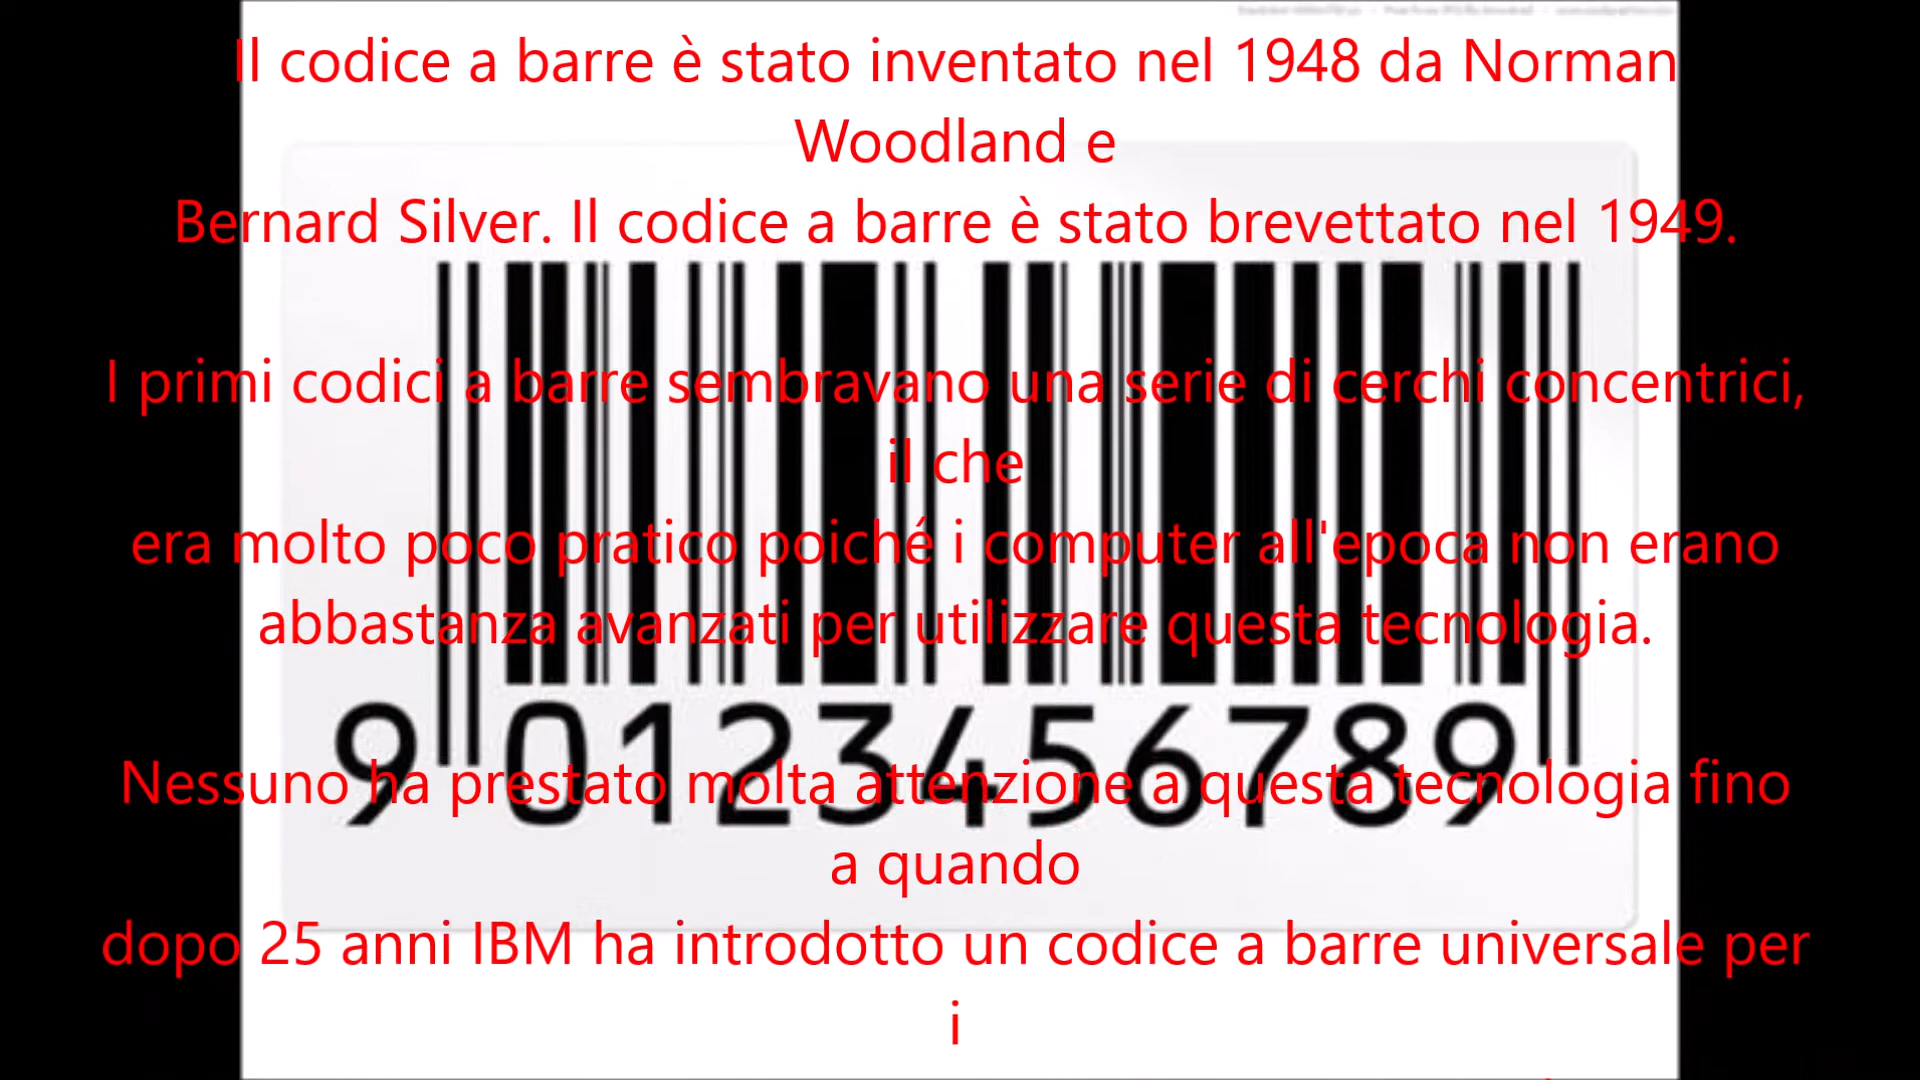 Il codice a barre è stato inventato nel 1948 da Norman
Woodland e
Bernard Silver. Il codice a barre è stato brevettato nel 1949.
I primi codici a barre sembravano una serie di cerchi concentrici,
il che
era molto poco pratico poiché i computer all'epoca non erano
abbastanza avanzati per utilizzare questa tecnologia.
9 0123456789
Nessuno ha prestato molta attenzione a questa tecnologia fino
a quando
dopo 25 anni IBM ha introdotto un codice a barre universale per
i